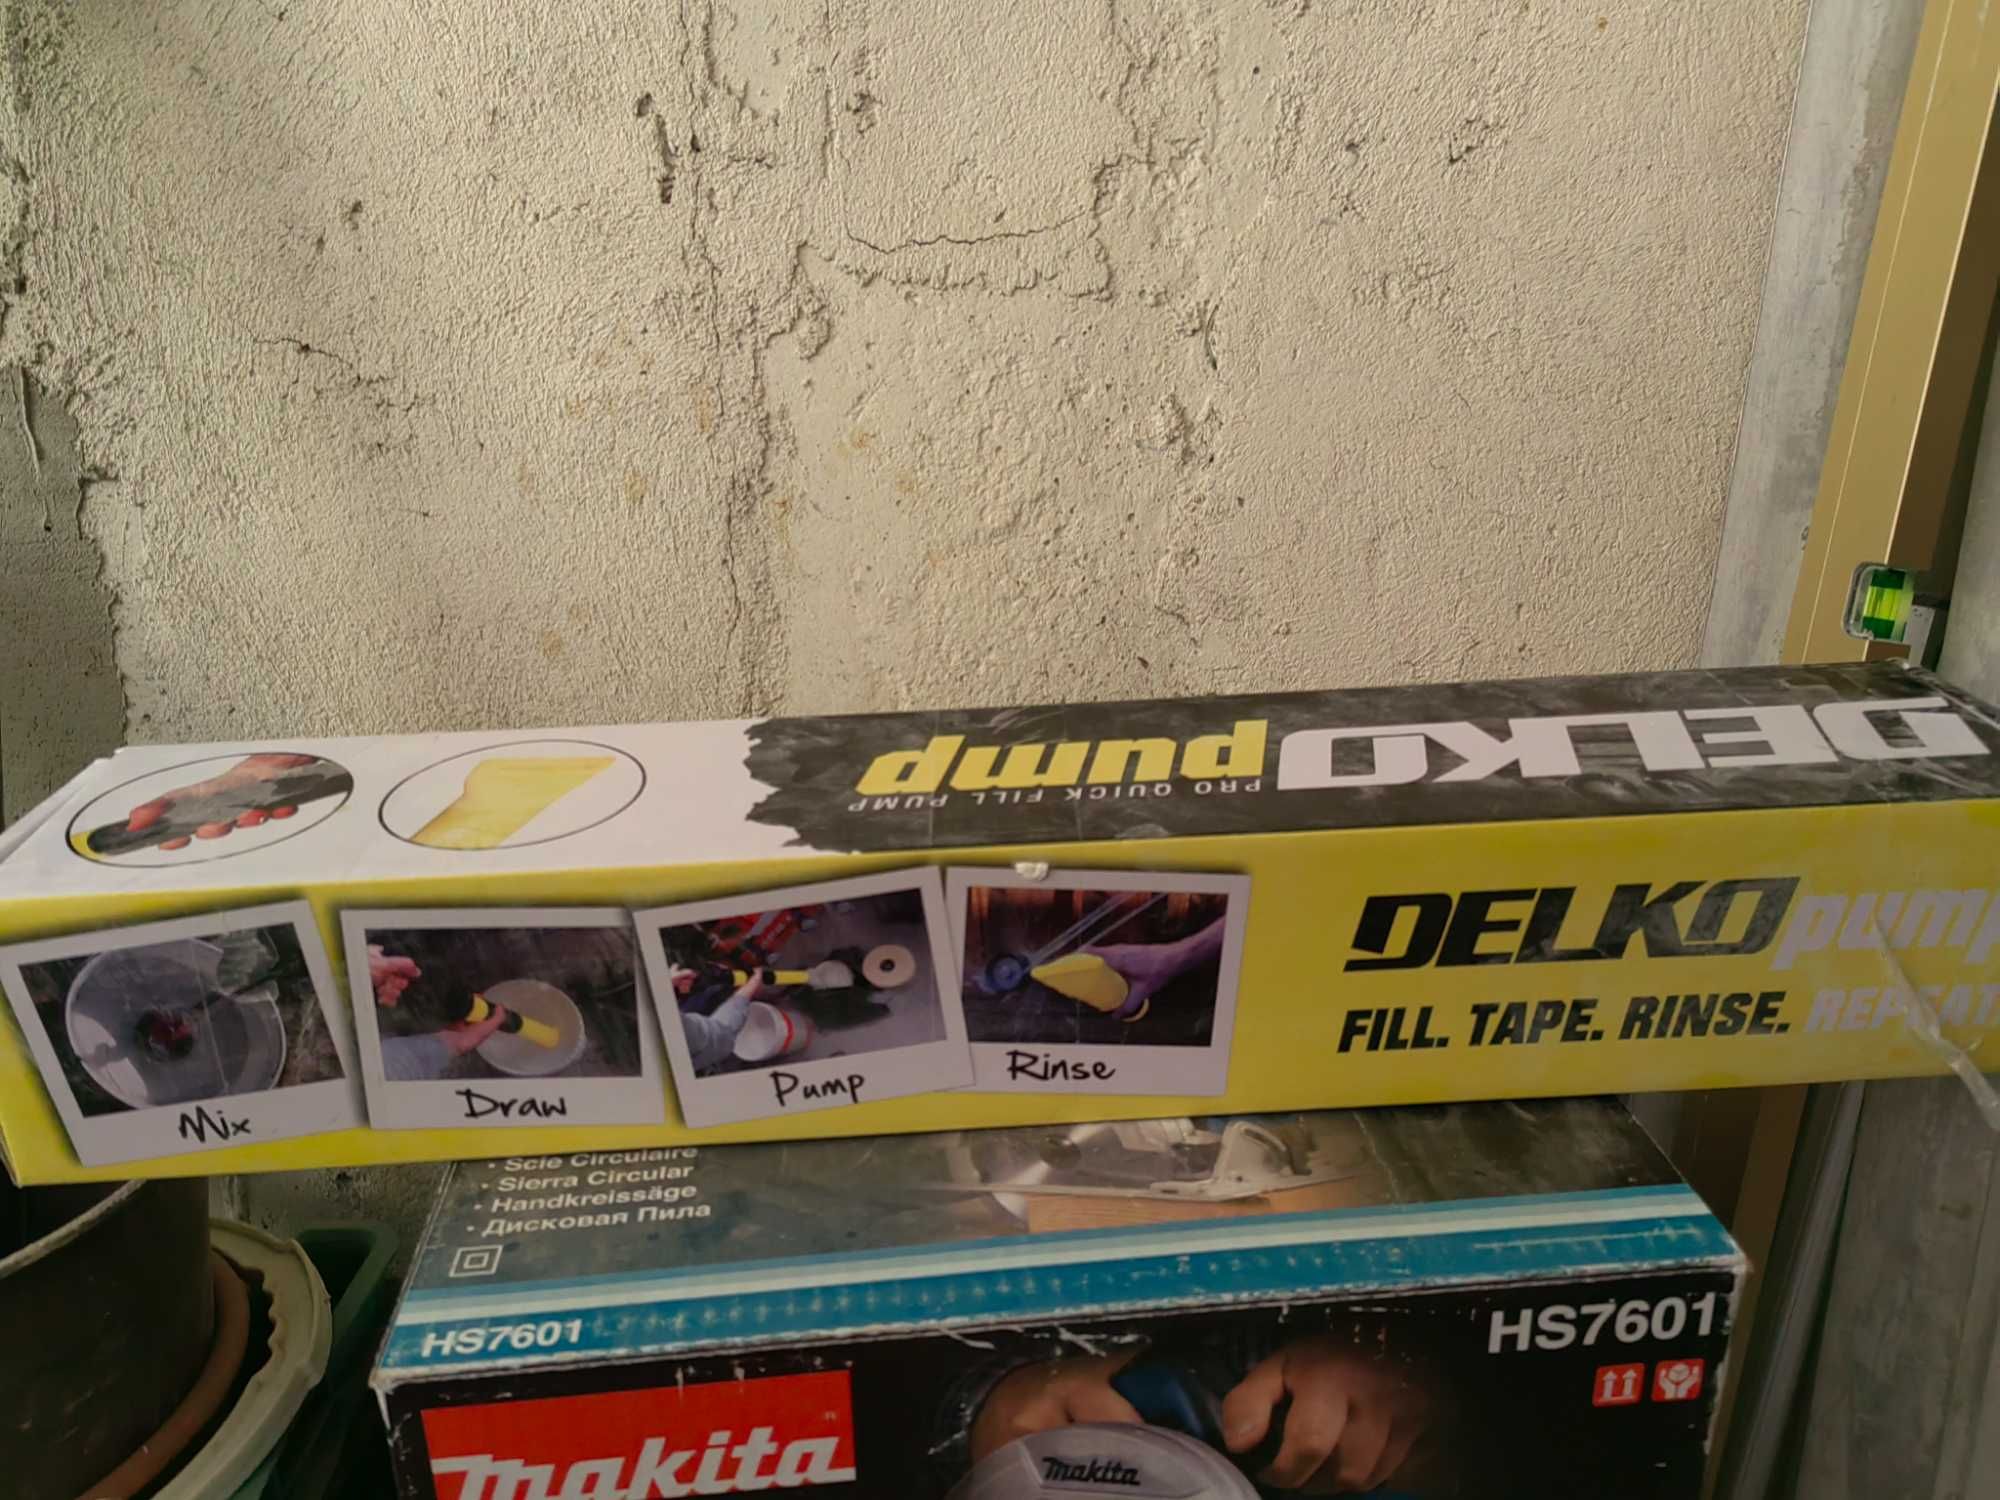 DELKO pump
PRO QUICK FILL PUMP
DELKO pump
FILL. TAPE. RINSE. REPEAT
Mix
Draw
Pump
Rinse
• Scie Circulaire
• Sierra Circular
• Handkreissäge
• Дисковая Пила
HS7601
HS7601
makita
makita